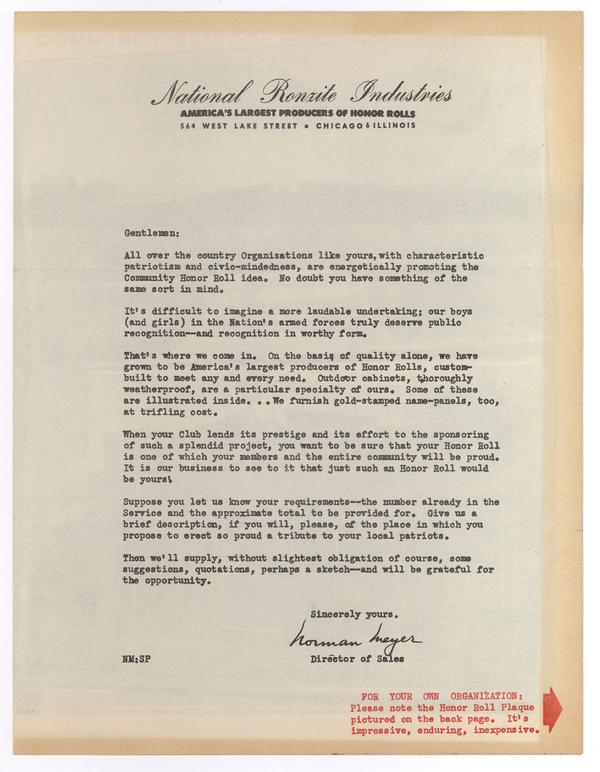 National Ronzite Industries
AMERICA'S LARGEST PRODUCERS OF HONOR ROLLS
564 WEST LAKE STREET • CHICAGO 6 ILLINOIS
Gentlemen:
All over the country Organizations like yours, with characteristic
patriotism and civic-mindedness, are energetically promoting the
Community Honor Roll idea. No doubt you have something of the
same sort in mind.
It's difficult to imagine a more laudable undertaking; our boys
(and girls) in the Nation's armed forces truly deserve public
recognition--and recognition in worthy form.
That's where we come in. On the basis of quality alone, we have
grown to be America's largest producers of Honor Rolls, custom-
built to meet any and every need. Outdoor cabinets, thoroughly
weatherproof, are a particular specialty of ours. Some of these
are illustrated inside. . . We furnish gold-stamped name-panels, too,
at trifling cost.
When your Club lends its prestige and its effort to the sponsoring
of such a splendid project, you want to be sure that your Honor Roll
is one of which your members and the entire community will be proud.
It is our business to see to it that just such an Honor Roll would
be yours!
Suppose you let us know your requirements--the number already in the
Service and the approximate total to be provided for. Give us a
brief description, if you will, please, of the place in which you
propose to erect so proud a tribute to your local patriots.
Then we'll supply, without slightest obligation of course, some
suggestions, quotations, perhaps a sketch--and will be grateful for
the opportunity.
Sincerely yours.
Norman Meyer
NM:SP Director of Sales
FOR YOUR OWN ORGANIZATION:
Please note the Honor Roll Plaque
pictured on the back page. It's
impressive, enduring, inexpensive.